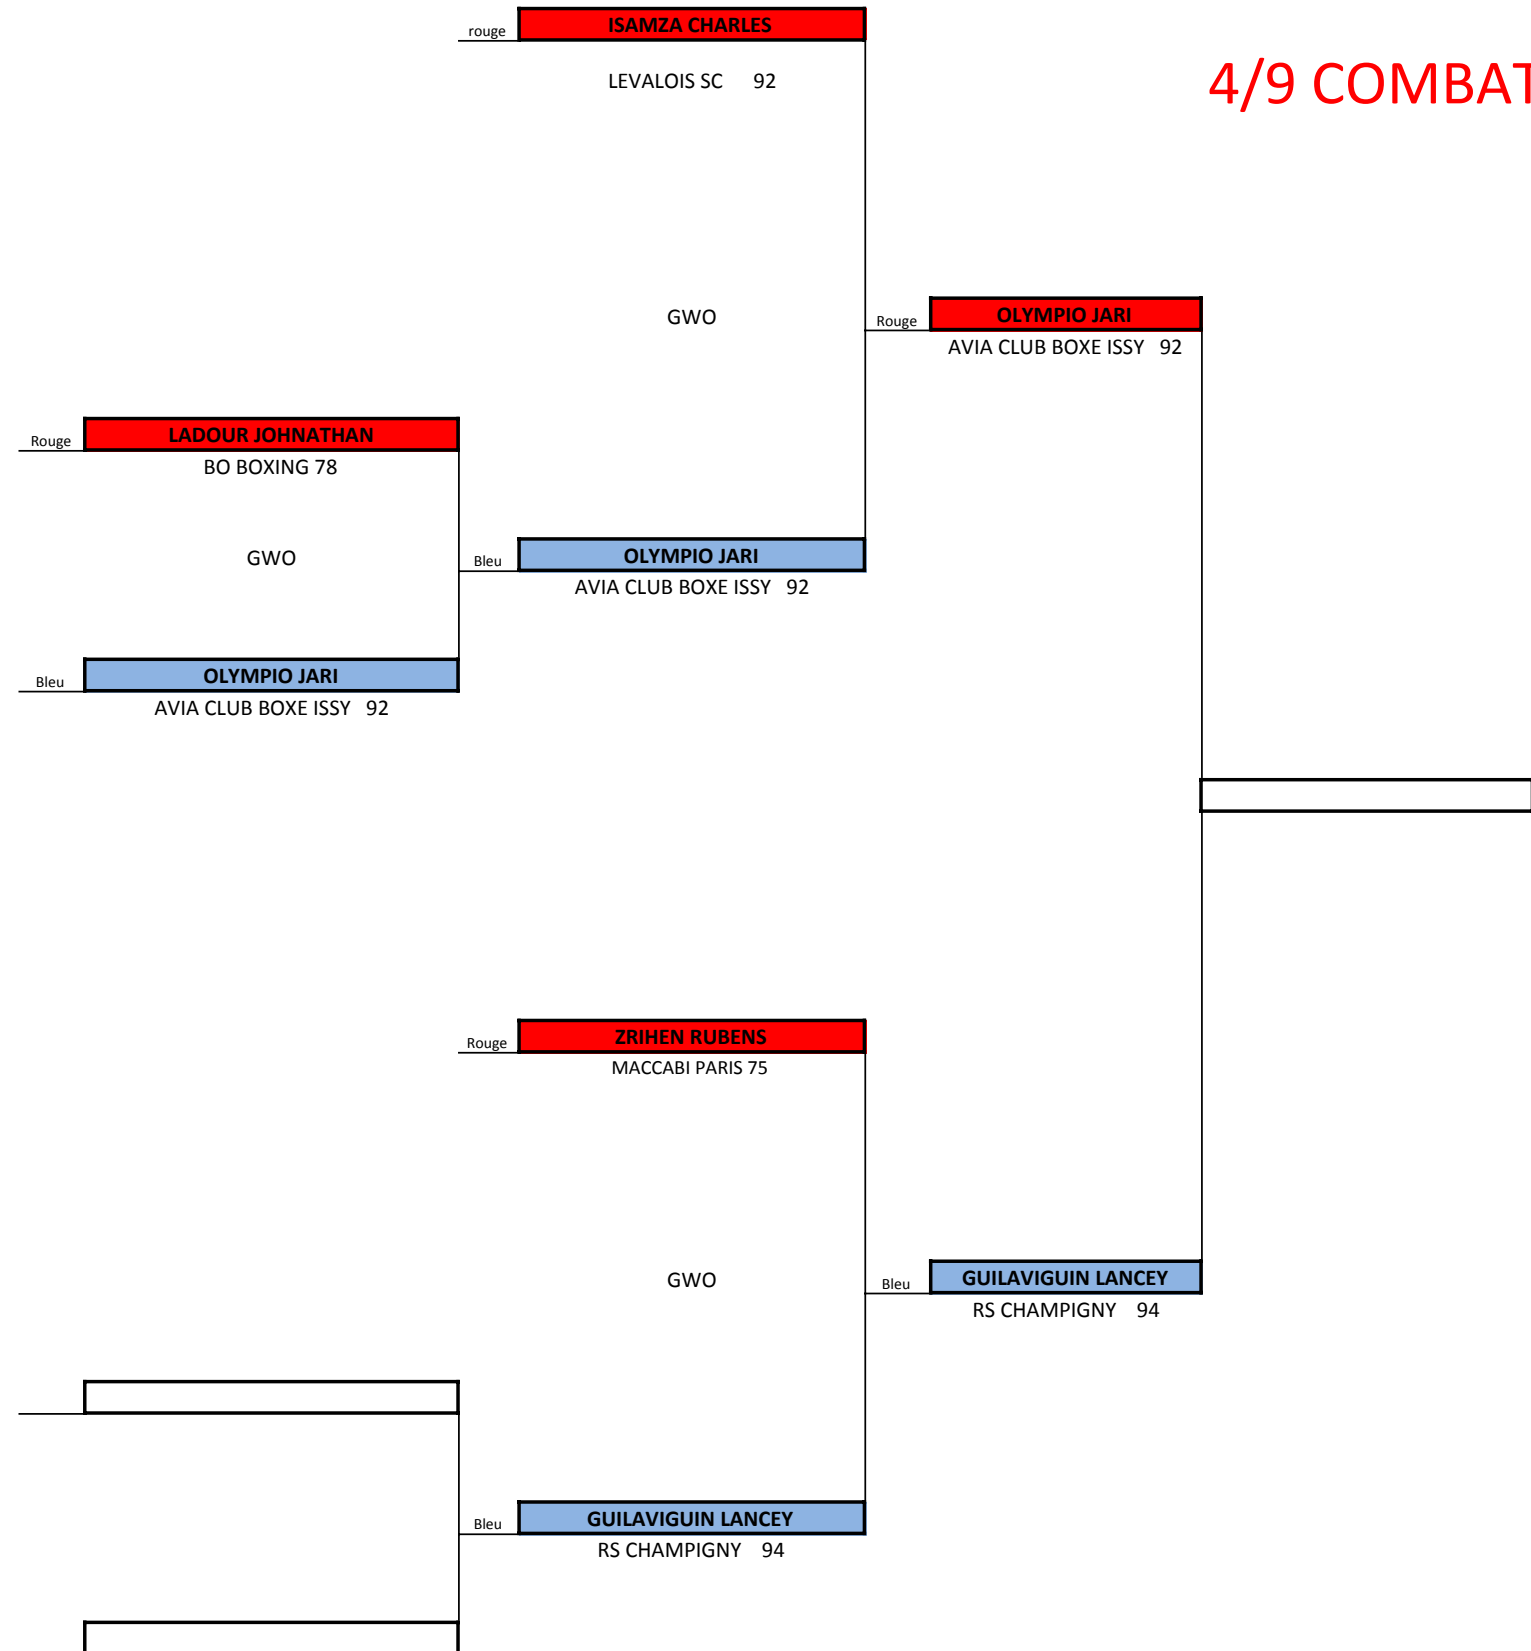 rouge ISAMZA CHARLES
LEVALOIS SC 92
4/9 COMBAT
GWO
Rouge OLYMPIO JARI
AVIA CLUB BOXE ISSY 92
Rouge LADOUR JOHNATHAN
BO BOXING 78
GWO
Bleu OLYMPIO JARI
AVIA CLUB BOXE ISSY 92
Bleu OLYMPIO JARI
AVIA CLUB BOXE ISSY 92
Rouge ZRIHEN RUBENS
MACCABI PARIS 75
GWO
Bleu GUILAVIGUIN LANCEY
RS CHAMPIGNY 94
Bleu GUILAVIGUIN LANCEY
RS CHAMPIGNY 94